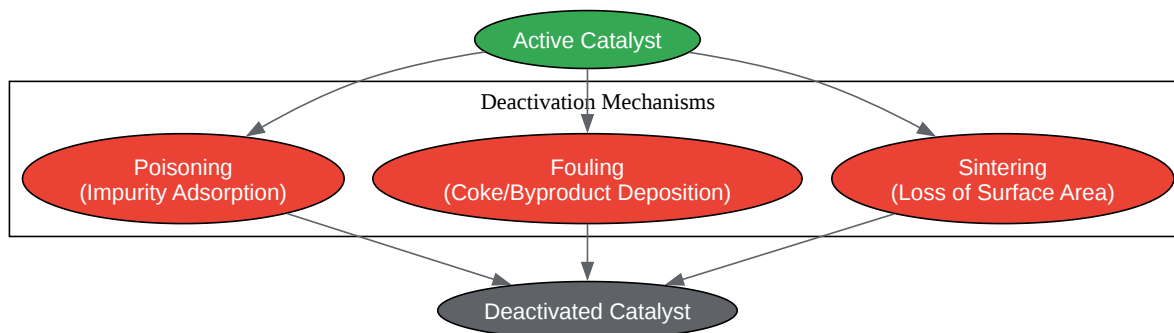 Active Catalyst
Deactivation Mechanisms
Poisoning
(Impurity Adsorption)
Fouling
(Coke/Byproduct Deposition)
Sintering
(Loss of Surface Area)
Deactivated Catalyst